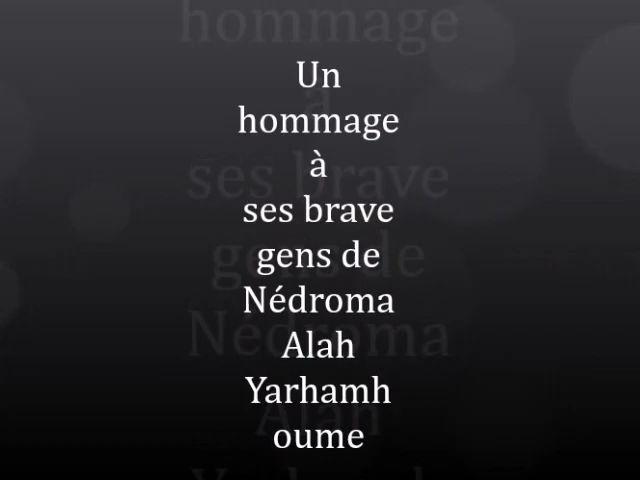 Un
hommage
à
ses brave
gens de
Nédroma
Alah
Yarhamh
oume